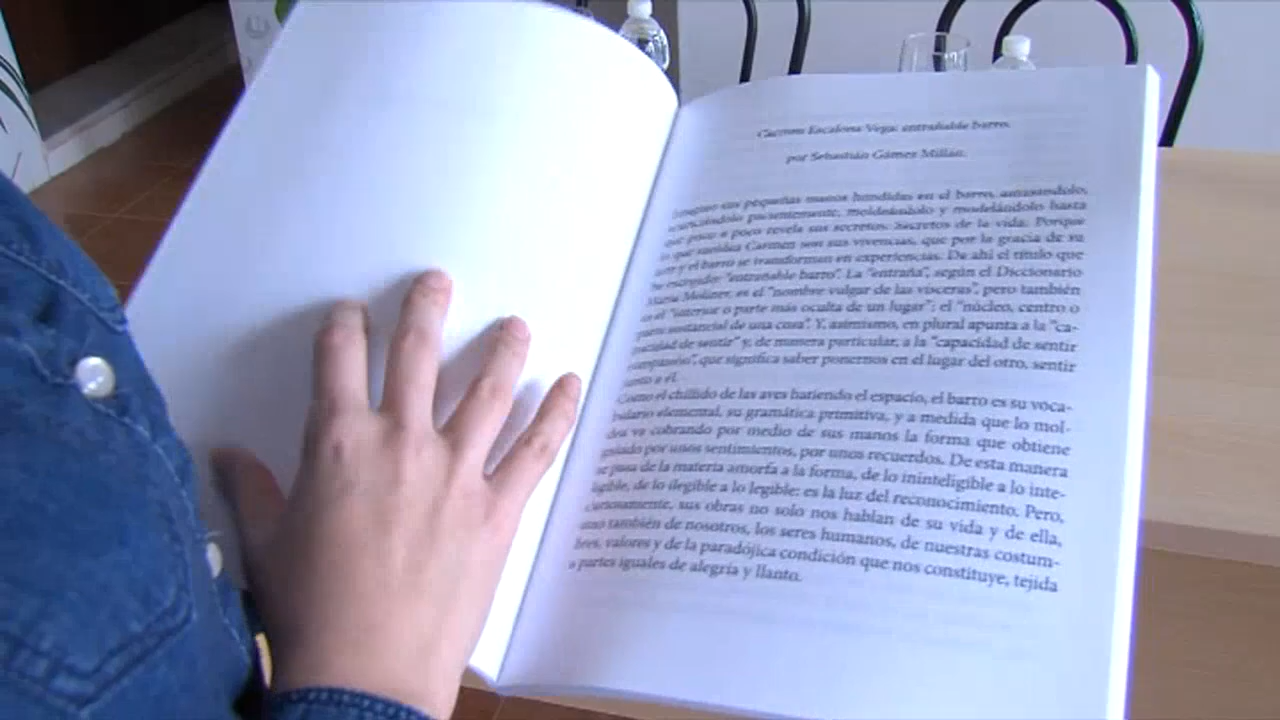 Carmen Escalona Vega: entrañable barro.
por Sebastián Gámez Millán.
sus pequeñas manos hundidas en el barro, amasándolo,
pacientemente, moldeándolo y modelándolo hasta
que poco a poco revela sus secretos. Secretos de la vida. Porque
lo que moldea Carmen son sus vivencias, que por la gracia de su
y el barro se transforman en experiencias. De ahí el título que
he escogido: "entrañable barro". La "entraña", según el Diccionario
María Moliner, es el "nombre vulgar de las vísceras", pero también
es el "interior o parte más oculta de un lugar"; el "núcleo, centro o
parte sustancial de una cosa". Y, asimismo, en plural apunta a la "ca-
pacidad de sentir" y, de manera particular, a la "capacidad de sentir
compasión", que significa saber ponernos en el lugar del otro, sentir
junto a él.
Como el chillido de las aves hariendo el espacio, el barro es su voca-
bulario elemental, su gramática primitiva, y a medida que lo mol-
dea va cobrando por medio de sus manos la forma que obtiene
guiado por unos sentimientos, por unos recuerdos. De esta manera
se pasa de la materia amorfa a la forma, de lo ininteligible a lo inte-
ligible, de lo ilegible a lo legible: es la luz del reconocimiento. Pero,
curiosamente, sus obras no solo nos hablan de su vida y de ella,
sino también de nosotros, los seres humanos, de nuestras costum-
bres, valores y de la paradójica condición que nos constituye, tejida
a partes iguales de alegría y llanto.